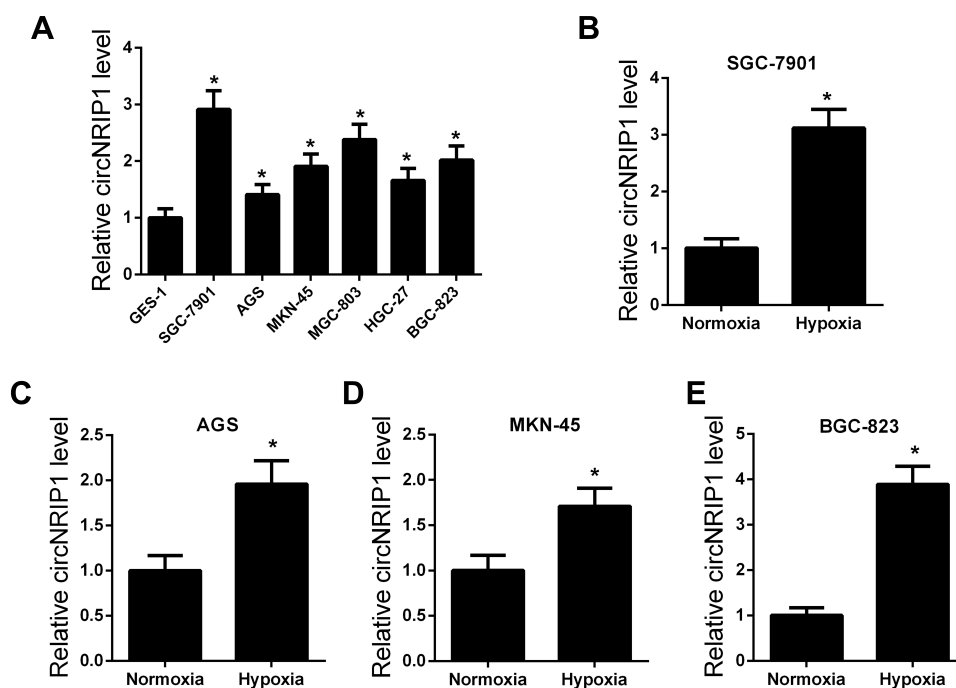 A
Relative circNRIP1 level
4
3
2
1
0
*
*
*
*
*
*
GES-1
SGC-7901
AGS
MKN-45
MGC-803
HGC-27
BGC-823
B
SGC-7901
Relative circNRIP1 level
4
3
2
1
0
*
Normoxia
Hypoxia
C
AGS
Relative circNRIP1 level
2.5
2.0
1.5
1.0
0.5
0.0
*
Normoxia
Hypoxia
D
MKN-45
Relative circNRIP1 level
2.5
2.0
1.5
1.0
0.5
0.0
*
Normoxia
Hypoxia
E
BGC-823
Relative circNRIP1 level
5
4
3
2
1
0
*
Normoxia
Hypoxia